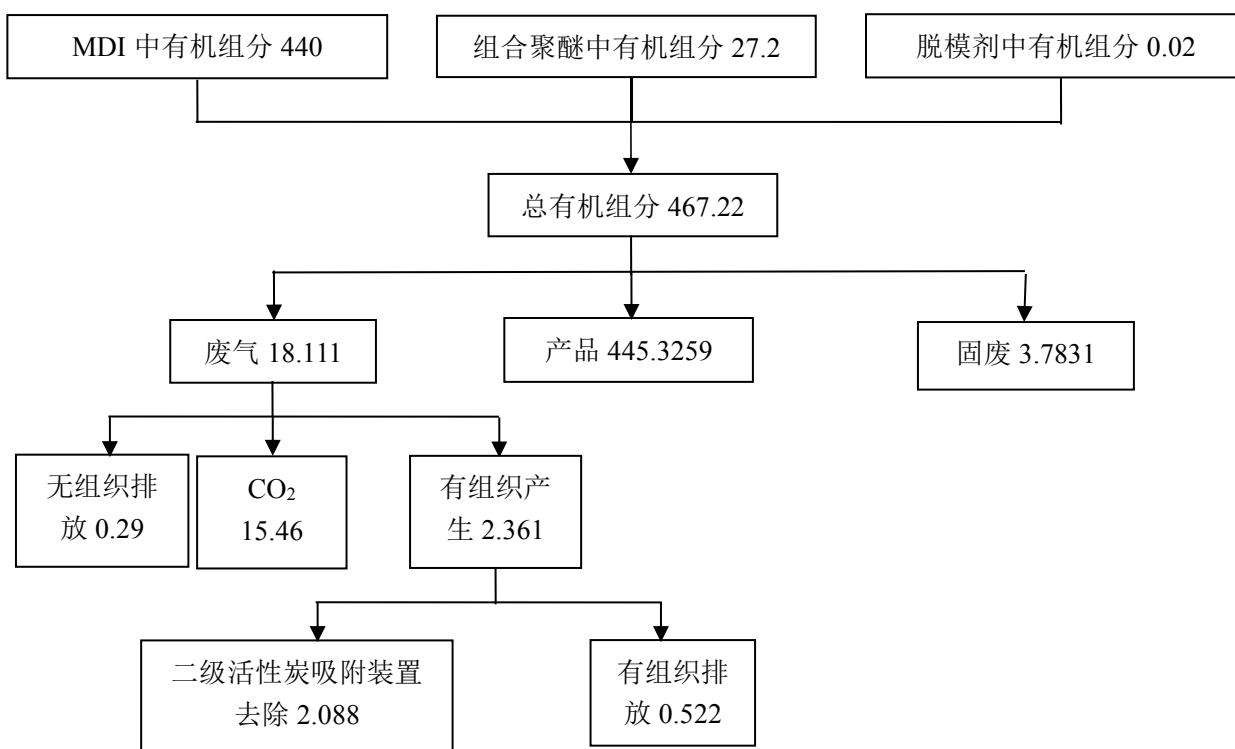 MDI 中有机组分 440
组合聚醚中有机组分 27.2
脱模剂中有机组分 0.02
总有机组分 467.22
废气 18.111
产品 445.3259
固废 3.7831
无组织排
放 0.29
CO₂
15.46
有组织产
生 2.361
二级活性炭吸附装置
去除 2.088
有组织排
放 0.522